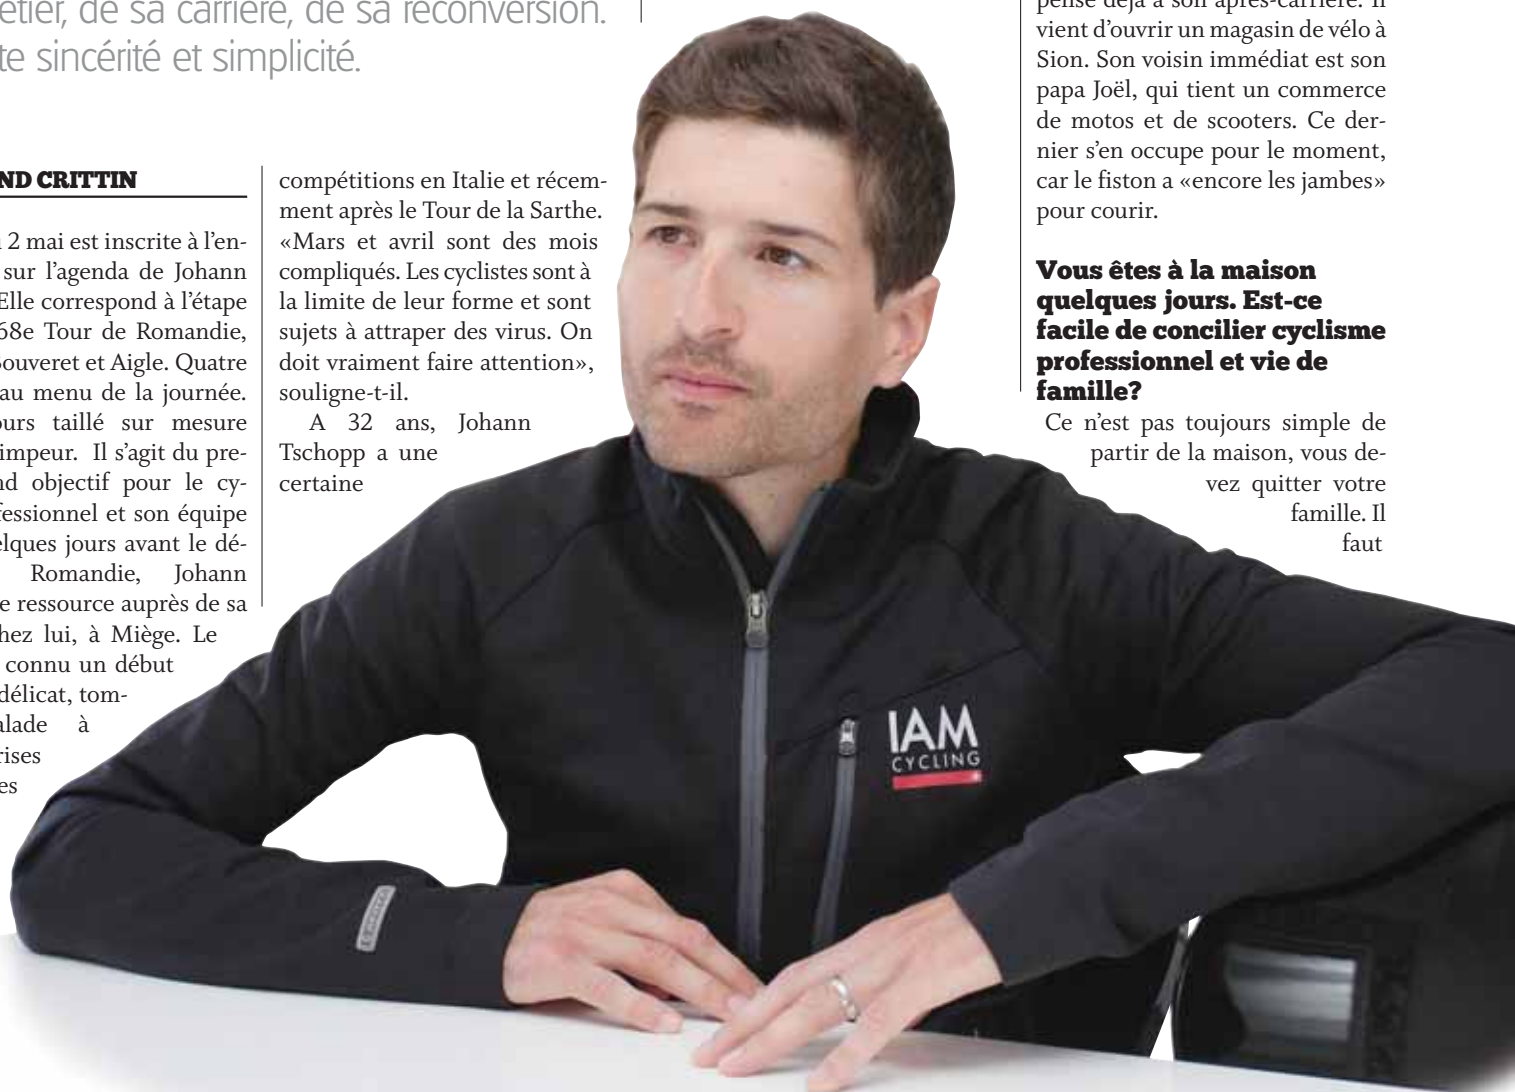 étier, de sa carrière, de sa reconversion.
te sincérité et simplicité.
ND CRITTIN
2 mai est inscrite à l'en-
sur l'agenda de Johann
Elle correspond à l'étape
68e Tour de Romandie,
Bouveret et Aigle. Quatre
au menu de la journée.
ours taillé sur mesure
impeur. Il s'agit du pre-
nd objectif pour le cy-
fessionnel et son équipe
elques jours avant le dé-
Romandie, Johann
e ressource auprès de sa
hez lui, à Miège. Le
connu un début
délicat, tom-
alade à
rises
es
compétitions en Italie et récem-
ment après le Tour de la Sarthe.
«Mars et avril sont des mois
compliqués. Les cyclistes sont à
la limite de leur forme et sont
sujets à attraper des virus. On
doit vraiment faire attention»,
souligne-t-il.
A 32 ans, Johann
Tschopp a une
certaine
pense déjà à son après-carrière. Il
vient d'ouvrir un magasin de vélo à
Sion. Son voisin immédiat est son
papa Joël, qui tient un commerce
de motos et de scooters. Ce der-
nier s'en occupe pour le moment,
car le fiston a «encore les jambes»
pour courir.
Vous êtes à la maison
quelques jours. Est-ce
facile de concilier cyclisme
professionnel et vie de
famille?
Ce n'est pas toujours simple de
partir de la maison, vous de-
vez quitter votre
famille. Il
faut
IAM
CYCLING